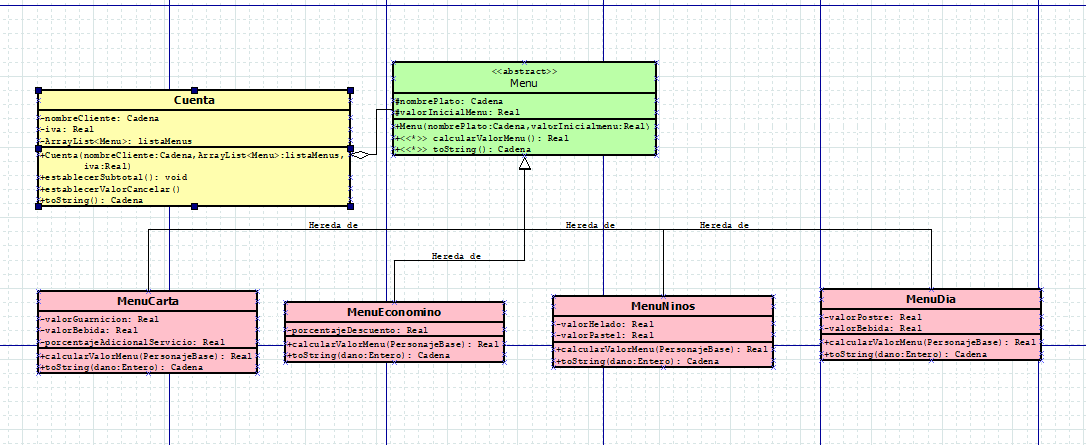 <<abstract>>
Menu
#nombrePlato: Cadena
#valorInicialMenu: Real
+Menu(nombrePlato:Cadena,valorInicialmenu:Real)
+<<*>> calcularValorMenu(): Real
+<<*>> toString(): Cadena
Cuenta
-nombreCliente: Cadena
-iva: Real
-ArrayList<Menu>: listaMenus
+Cuenta(nombreCliente:Cadena,ArrayList<Menu>:listaMenus,
iva:Real)
+establecerSubtotal(): void
+establecerValorCancelar()
+toString(): Cadena
Hereda de
Hereda de
Hereda de
Hereda de
MenuCarta
-valorGuarnicion: Real
-valorBebida: Real
-porcentajeAdicionalServicio: Real
+calcularValorMenu(PersonajeBase): Real
+toString(dano:Entero): Cadena
MenuEconomino
-porcentajeDescuento: Real
+calcularValorMenu(PersonajeBase): Real
+toString(dano:Entero): Cadena
MenuNinos
-valorHelado: Real
-valorPastel: Real
+calcularValorMenu(PersonajeBase): Real
+toString(dano:Entero): Cadena
MenuDia
-valorPostre: Real
-valorBebida: Real
+calcularValorMenu(PersonajeBase): Real
+toString(dano:Entero): Cadena